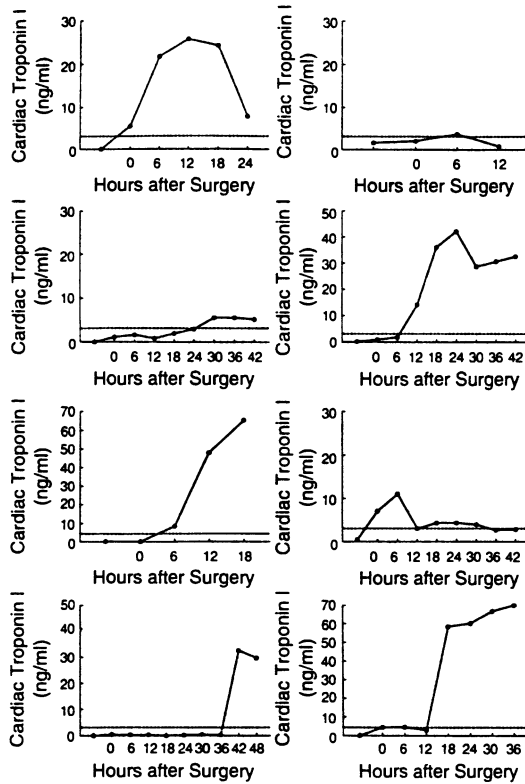 Cardiac Troponin I
(ng/ml)
30
20
10
0
0 6 12 18 24
Hours after Surgery
Cardiac Troponin I
(ng/ml)
30
20
10
0
0 6 12
Hours after Surgery
Cardiac Troponin I
(ng/ml)
30
20
10
0
0 6 12 18 24 30 36 42
Hours after Surgery
Cardiac Troponin I
(ng/ml)
50
40
30
20
10
0
0 6 12 18 24 30 36 42
Hours after Surgery
Cardiac Troponin I
(ng/ml)
70
60
50
40
30
20
10
0
0 6 12 18
Hours after Surgery
Cardiac Troponin I
(ng/ml)
30
20
10
0
0 6 12 18 24 30 36 42
Hours after Surgery
Cardiac Troponin I
(ng/ml)
50
40
30
20
10
0
0 6 12 18 24 30 36 42 48
Hours after Surgery
Cardiac Troponin I
(ng/ml)
70
60
50
40
30
20
10
0
0 6 12 18 24 30 36
Hours after Surgery